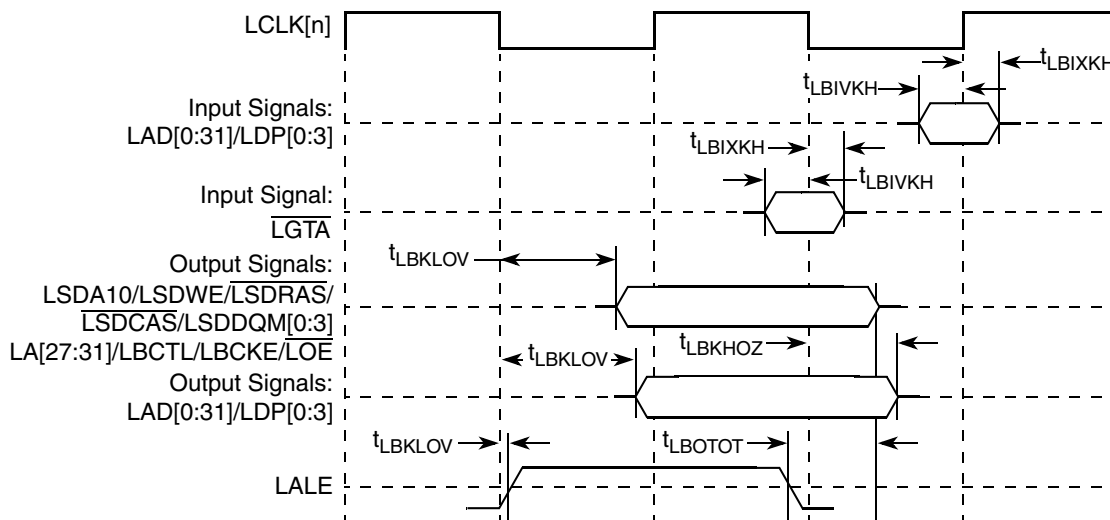 LCLK[n]
tLBIXKH
tLBIVKH
Input Signals:
LAD[0:31]/LDP[0:3]
tLBIXKH
tLBIVKH
Input Signal:
LGTA
tLBKLOV
Output Signals:
LSDA10/LSDWE/LSDRAS/
LSDCAS/LSDDQM[0:3]
LA[27:31]/LBCTL/LBCKE/LOE
tLBKHOZ
tLBKLOV
Output Signals:
LAD[0:31]/LDP[0:3]
tLBKLOV
tLBOTOT
LALE